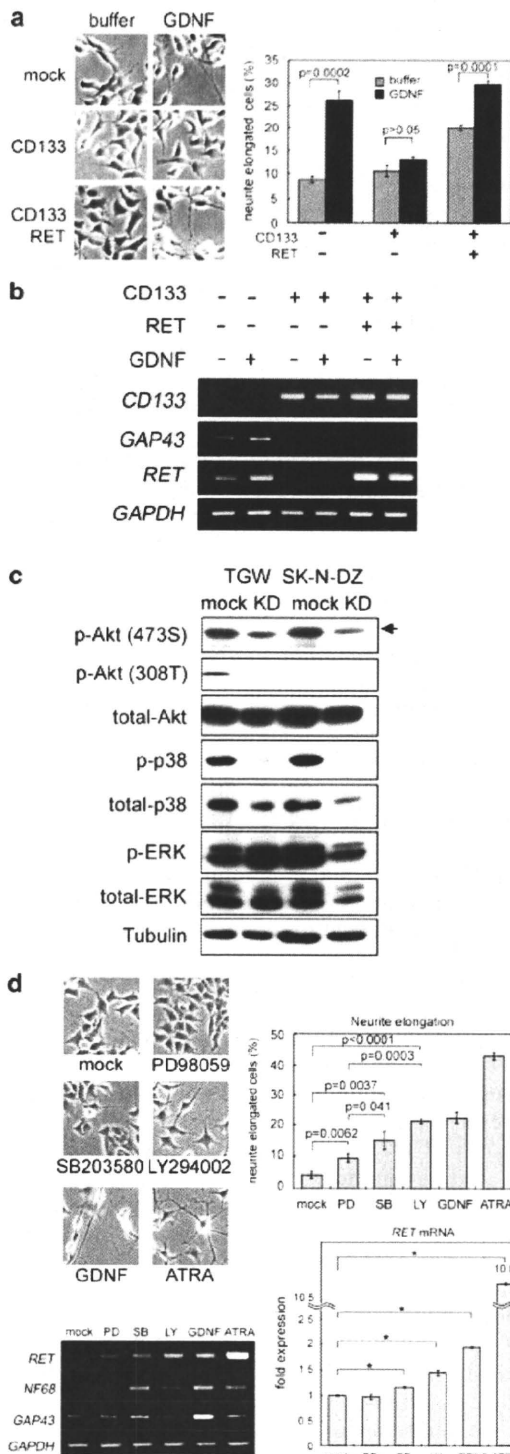 a
buffer GDNF
mock
CD133
CD133
RET
neurite elongated cells (%)
35
30
25
20
15
10
5
0
p=0.0002
p>0.05
p=0.0001
buffer
GDNF
CD133 - + +
RET - - +
b
CD133 - - + + + +
RET + +
GDNF - + - + - +
CD133
GAP43
RET
GAPDH
c
TGW SK-N-DZ
mock KD mock KD
p-Akt (473S)
p-Akt (308T)
total-Akt
p-p38
total-p38
p-ERK
total-ERK
Tubulin
d
mock PD98059
SB203580 LY294002
GDNF ATRA
Neurite elongation
neurite elongated cells (%)
50
40
30
20
10
0
p<0.0001
p=0.0003
p=0.0037
p=0.041
p=0.0062
mock PD SB LY GDNF ATRA
mock PD SB LY GDNF ATRA
RET
NF68
GAP43
GAPDH
RET mRNA
fold expression
10.5
2
1.5
1
0.5
0
* * * *